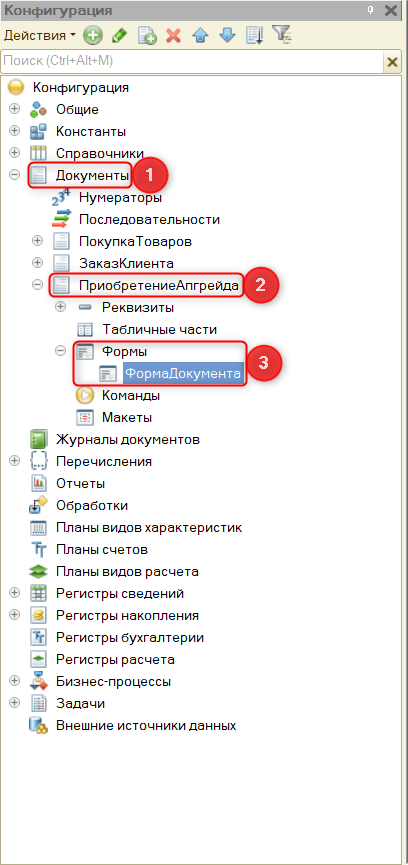 Конфигурация
Действия
Поиск (Ctrl+Alt+M)
Конфигурация
Общие
Константы
Справочники
Документы 1
Нумераторы
Последовательности
ПокупкаТоваров
ЗаказКлиента
ПриобретениеАпгрейда 2
Реквизиты
Табличные части
Формы
ФормаДокумента 3
Команды
Макеты
Журналы документов
Перечисления
Отчеты
Обработки
Планы видов характеристик
Планы счетов
Планы видов расчета
Регистры сведений
Регистры накопления
Регистры бухгалтерии
Регистры расчета
Бизнес-процессы
Задачи
Внешние источники данных